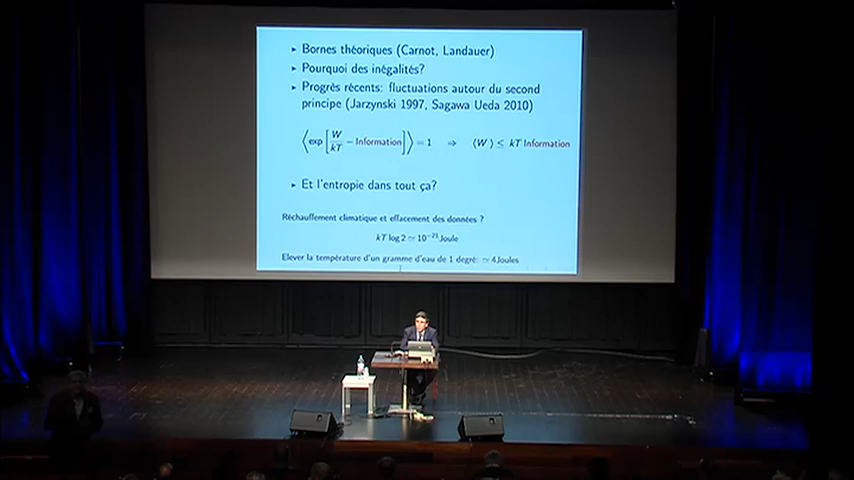 ▸ Bornes théoriques (Carnot, Landauer)
▸ Pourquoi des inégalités?
▸ Progrès récents: fluctuations autour du second
principe (Jarzynski 1997, Sagawa Ueda 2010)
⟨exp[W/kT − Information]⟩ = 1 ⇒ ⟨W⟩ ≤ kT Information
▸ Et l'entropie dans tout ça?
Réchauffement climatique et effacement des données ?
kT log 2 ≃ 10⁻²¹Joule
Elever la température d'un gramme d'eau de 1 degré: ≃ 4Joules